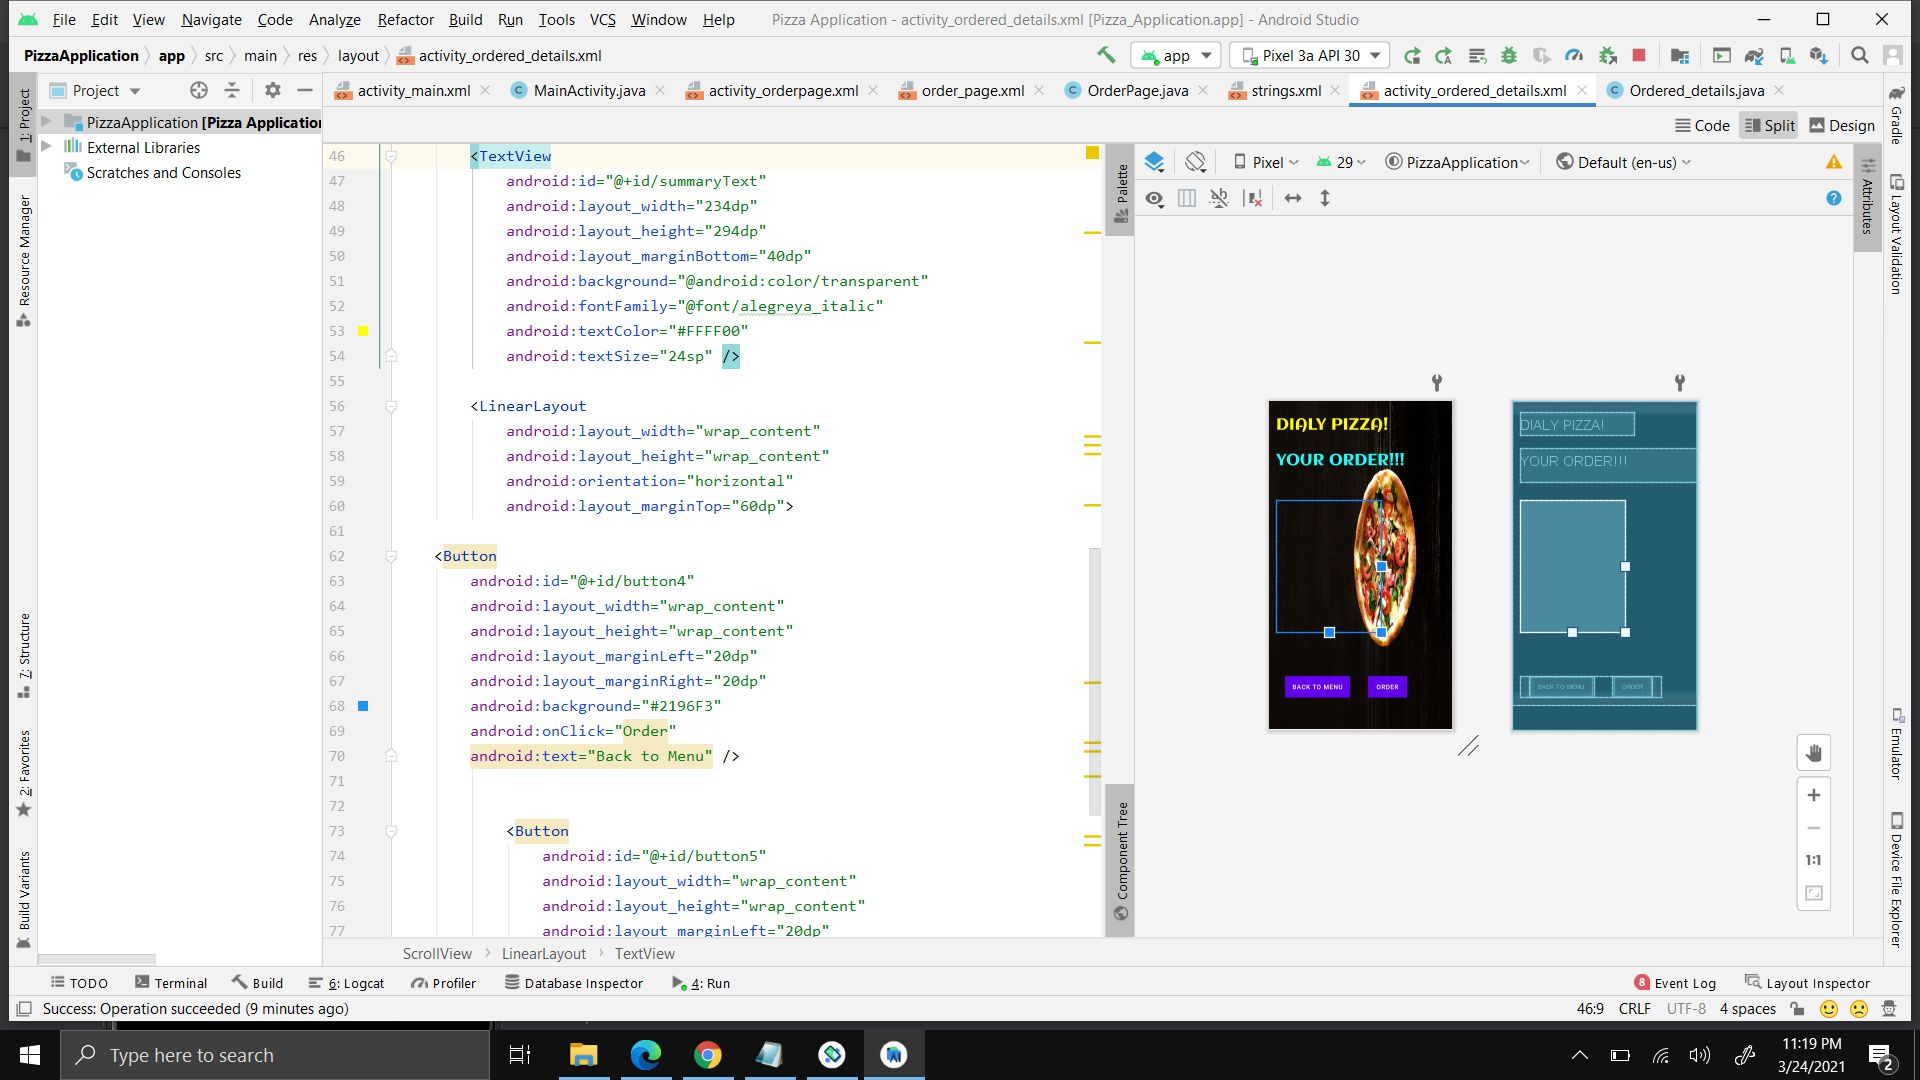 File Edit View Navigate Code Analyze Refactor Build Run Tools VCS Window Help Pizza Application - activity_ordered_details.xml [Pizza_Application.app] - Android Studio
PizzaApplication app src main res layout activity_ordered_details.xml app Pixel 3a API 30
Project activity_main.xml MainActivity.java activity_orderpage.xml order_page.xml OrderPage.java strings.xml activity_ordered_details.xml Ordered_details.java
Code Split Design
PizzaApplication [Pizza Application
External Libraries
Scratches and Consoles
1: Project
Resource Manager
7: Structure
2: Favorites
Build Variants
46 <TextView
47 android:id="@+id/summaryText"
48 android:layout_width="234dp"
49 android:layout_height="294dp"
50 android:layout_marginBottom="40dp"
51 android:background="@android:color/transparent"
52 android:fontFamily="@font/alegreya_italic"
53 android:textColor="#FFFF00"
54 android:textSize="24sp" />
55
56 <LinearLayout
57 android:layout_width="wrap_content"
58 android:layout_height="wrap_content"
59 android:orientation="horizontal"
60 android:layout_marginTop="60dp">
61
62 <Button
63 android:id="@+id/button4"
64 android:layout_width="wrap_content"
65 android:layout_height="wrap_content"
66 android:layout_marginLeft="20dp"
67 android:layout_marginRight="20dp"
68 android:background="#2196F3"
69 android:onClick="Order"
70 android:text="Back to Menu" />
71
72
73 <Button
74 android:id="@+id/button5"
75 android:layout_width="wrap_content"
76 android:layout_height="wrap_content"
77 android:layout_marginLeft="20dp"
Palette
Component Tree
Pixel 29 PizzaApplication Default (en-us)
DIALY PIZZA!
YOUR ORDER!!!
BACK TO MENU ORDER
DIALY PIZZA!
YOUR ORDER!!!
BACK TO MENU ORDER
1:1
Attributes
Gradle
Layout Validation
Emulator
Device File Explorer
ScrollView LinearLayout TextView
TODO Terminal Build 6: Logcat Profiler Database Inspector 4: Run 8 Event Log Layout Inspector
Success: Operation succeeded (9 minutes ago) 46:9 CRLF UTF-8 4 spaces
Type here to search
11:19 PM
3/24/2021
2